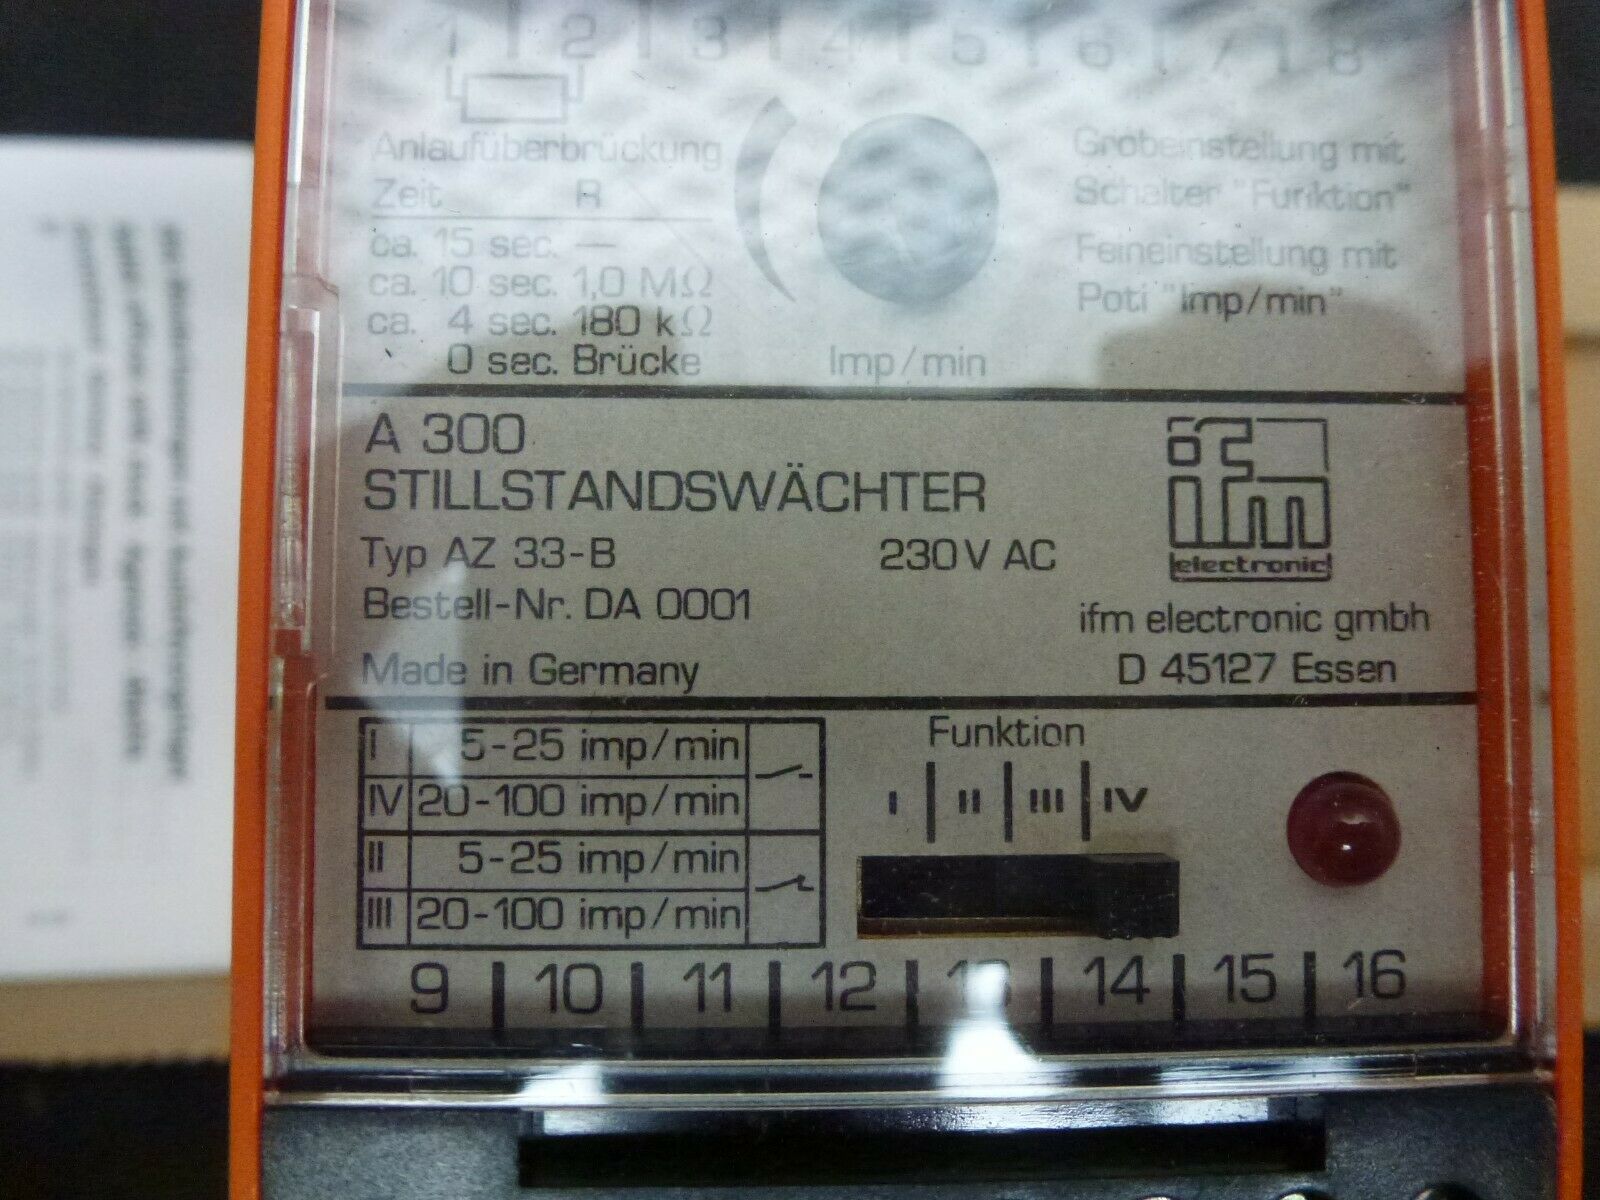 1 2 3 4 5 6 7 8
Anlaufüberbrückung
Zeit R
ca. 15 sec. —
ca. 10 sec. 1,0 MΩ
ca. 4 sec. 180 kΩ
0 sec. Brücke
Imp/min
Grobeinstellung mit
Schalter "Funktion"
Feineinstellung mit
Poti "Imp/min"
A 300
STILLSTANDSWÄCHTER
Typ AZ 33-B 230V AC
Bestell-Nr. DA 0001
Made in Germany
ifm
electronic
ifm electronic gmbh
D 45127 Essen
I 5-25 imp/min
IV 20-100 imp/min
II 5-25 imp/min
III 20-100 imp/min
Funktion
I II III IV
9 10 11 12 13 14 15 16